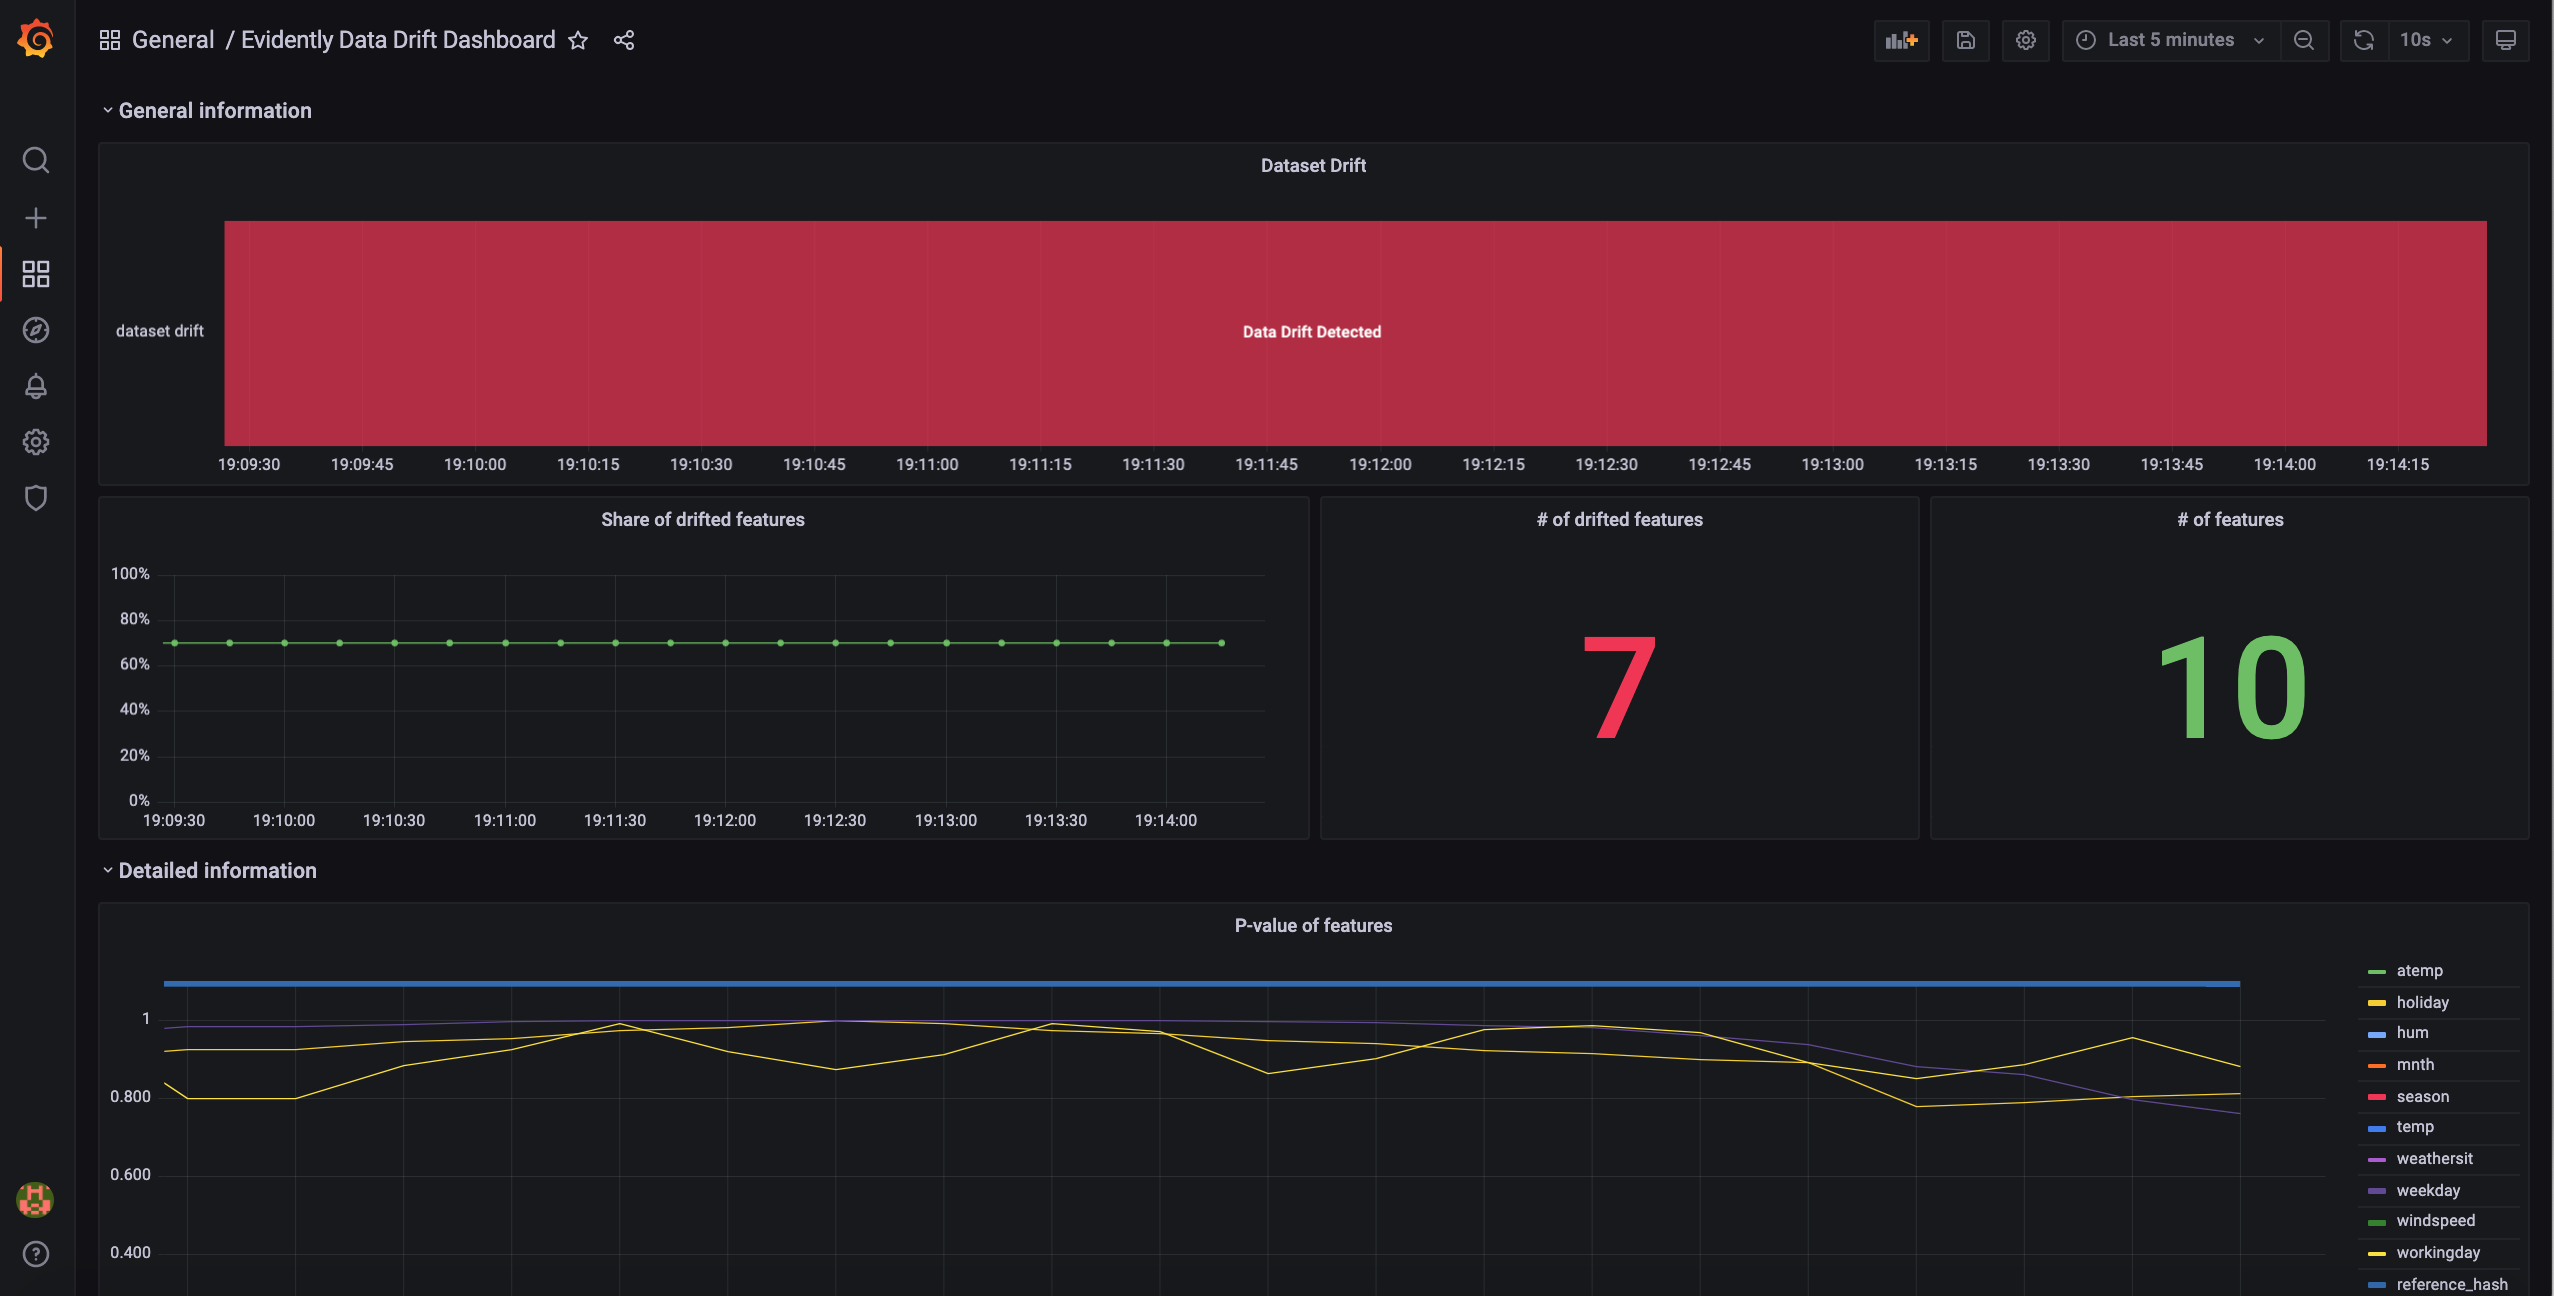 General / Evidently Data Drift Dashboard
Last 5 minutes
10s
General information
Dataset Drift
dataset drift
Data Drift Detected
19:09:30 19:09:45 19:10:00 19:10:15 19:10:30 19:10:45 19:11:00 19:11:15 19:11:30 19:11:45 19:12:00 19:12:15 19:12:30 19:12:45 19:13:00 19:13:15 19:13:30 19:13:45 19:14:00 19:14:15
Share of drifted features
100%
80%
60%
40%
20%
0%
19:09:30 19:10:00 19:10:30 19:11:00 19:11:30 19:12:00 19:12:30 19:13:00 19:13:30 19:14:00
# of drifted features
7
# of features
10
Detailed information
P-value of features
1
0.800
0.600
0.400
atemp
holiday
hum
mnth
season
temp
weathersit
weekday
windspeed
workingday
reference_hash